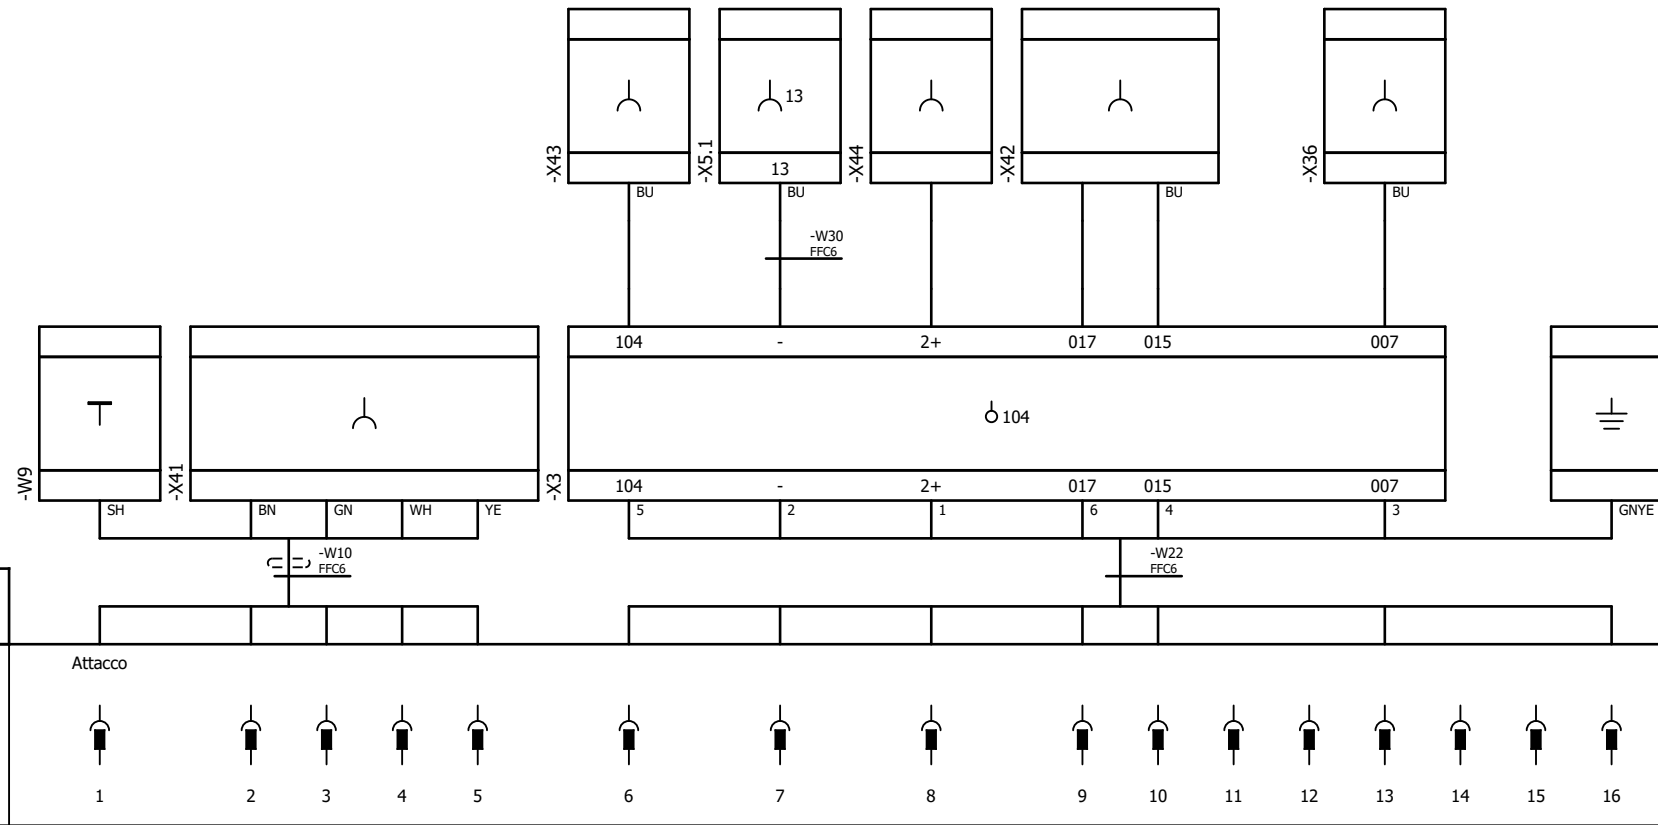 13
-X43
-X5.1
-X44
-X42
-X36
13
BU
BU
BU
BU
-W30
FFC6
104 - 2+ 017 015 007
104
-W9
-X41
-X3
104 - 2+ 017 015 007
SH
BN
GN
WH
YE
5
2
1
6
4
3
GNYE
-W10
FFC6
-W22
FFC6
Attacco
1 2 3 4 5 6 7 8 9 10 11 12 13 14 15 16